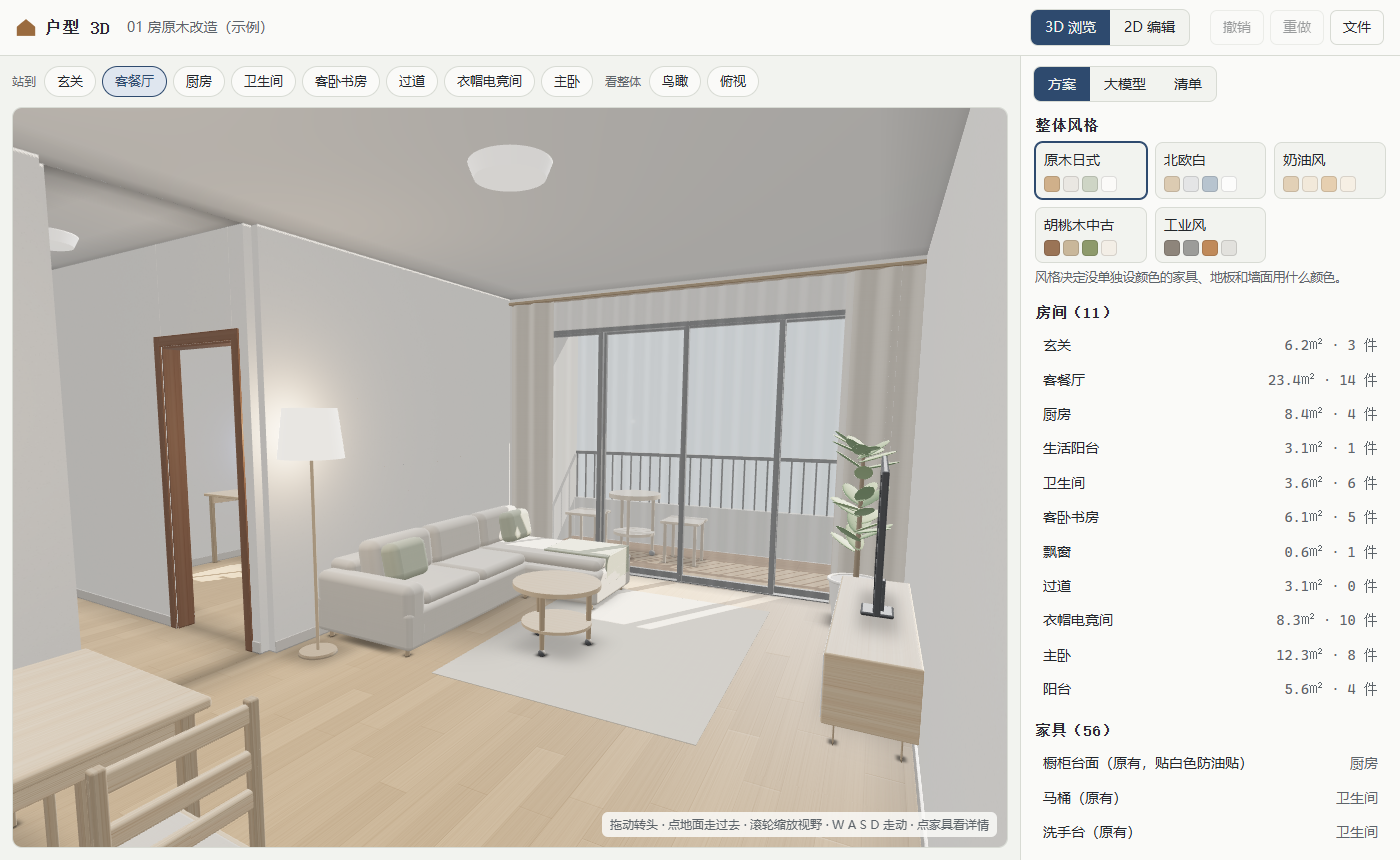 户型 3D 01 房原木改造（示例） 3D 浏览 2D 编辑 撤销 重做 文件
站到 玄关 客餐厅 厨房 卫生间 客卧书房 过道 衣帽电竞间 主卧 看整体 鸟瞰 俯视
拖动转头 · 点地面走过去 · 滚轮缩放视野 · W A S D 走动 · 点家具看详情
方案 大模型 清单
整体风格
原木日式 北欧白 奶油风
胡桃木中古 工业风
风格决定没单独设颜色的家具、地板和墙面用什么颜色。
房间（11）
玄关 6.2m² · 3 件
客餐厅 23.4m² · 14 件
厨房 8.4m² · 4 件
生活阳台 3.1m² · 1 件
卫生间 3.6m² · 6 件
客卧书房 6.1m² · 5 件
飘窗 0.6m² · 1 件
过道 3.1m² · 0 件
衣帽电竞间 8.3m² · 10 件
主卧 12.3m² · 8 件
阳台 5.6m² · 4 件
家具（56）
橱柜台面（原有，贴白色防油贴） 厨房
马桶（原有） 卫生间
洗手台（原有） 卫生间